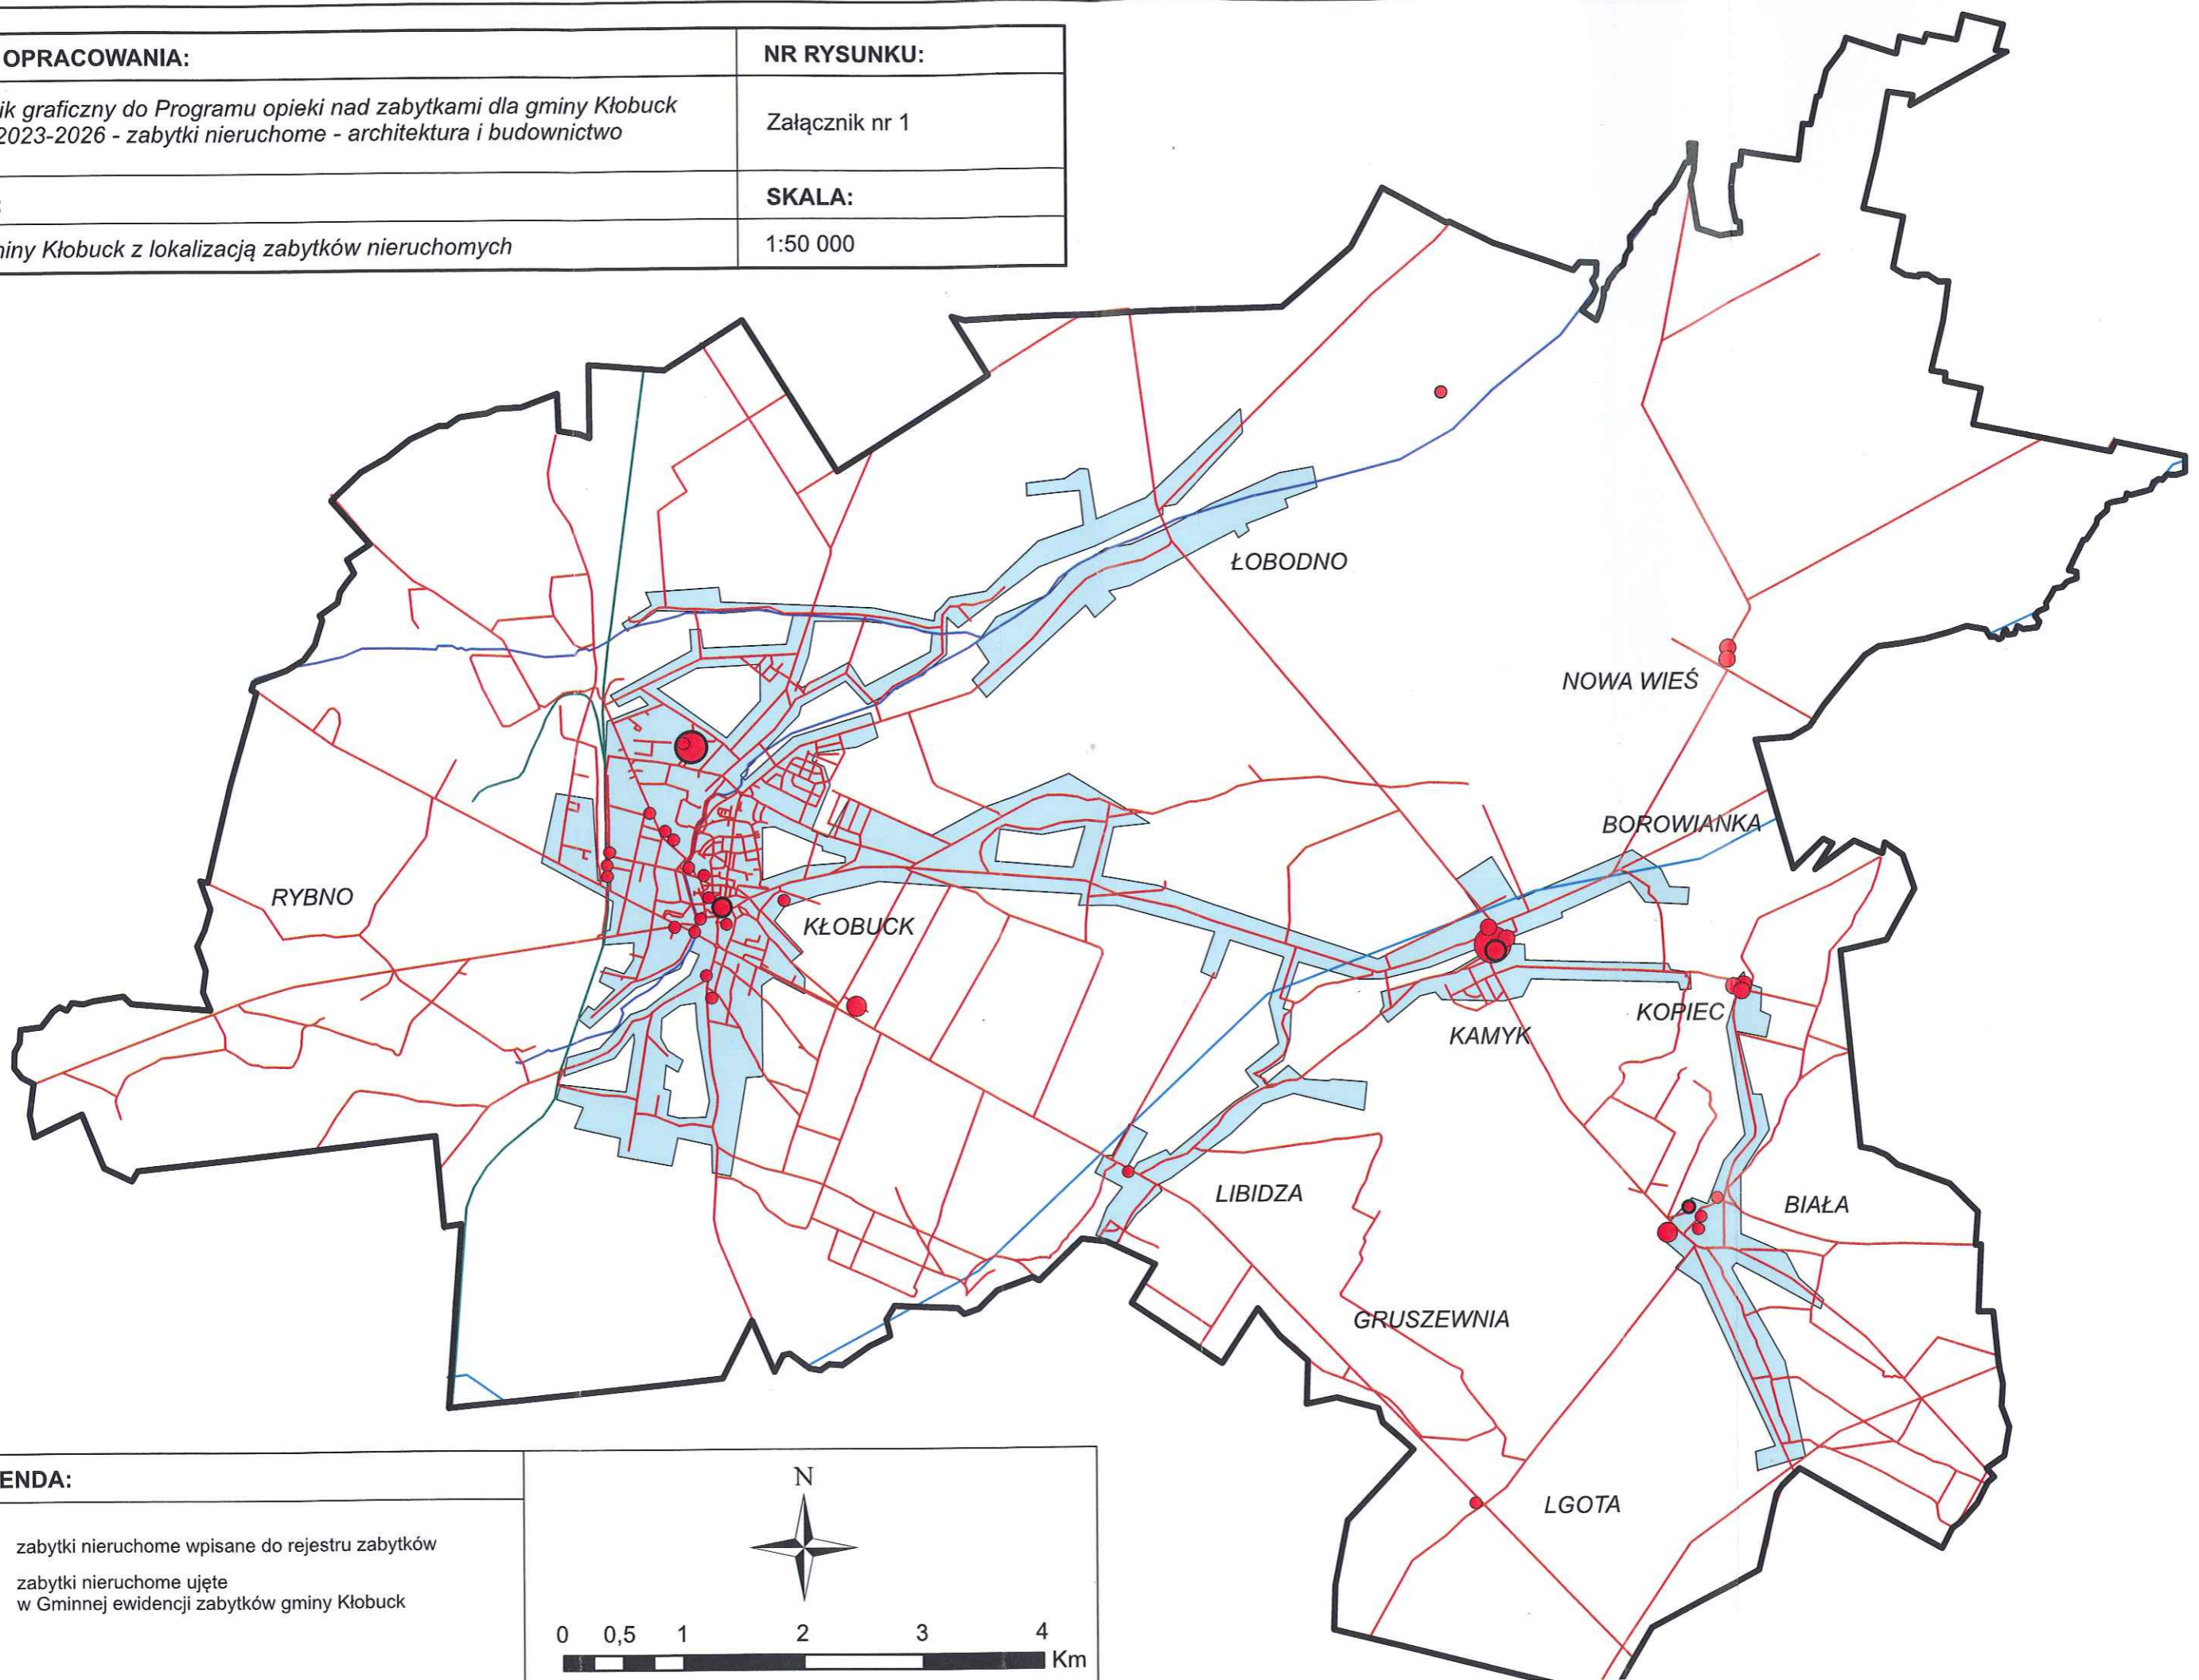 OPRACOWANIA:
NR RYSUNKU:
ik graficzny do Programu opieki nad zabytkami dla gminy Kłobuck
2023-2026 - zabytki nieruchome - architektura i budownictwo
Załącznik nr 1
SKALA:
niny Kłobuck z lokalizacją zabytków nieruchomych
1:50 000
ŁOBODNO
NOWA WIEŚ
BOROWIANKA
RYBNO
KŁOBUCK
KOPIEC
KAMYK
LIBIDZA
BIAŁA
GRUSZEWNIA
LGOTA
ENDA:
zabytki nieruchome wpisane do rejestru zabytków
zabytki nieruchome ujęte
w Gminnej ewidencji zabytków gminy Kłobuck
N
0 0,5 1 2 3 4
Km